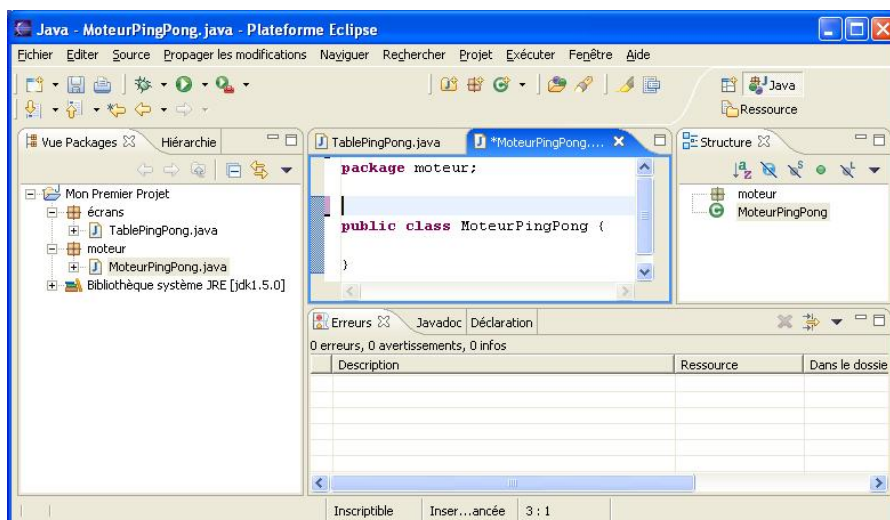 Java - MoteurPingPong.java - Plateforme Eclipse
Fichier Editer Source Propager les modifications Naviguer Rechercher Projet Exécuter Fenêtre Aide
Java
Ressource
Vue Packages Hiérarchie
Mon Premier Projet
écrans
TablePingPong.java
moteur
MoteurPingPong.java
Bibliothèque système JRE [jdk1.5.0]
TablePingPong.java *MoteurPingPong....
package moteur;
public class MoteurPingPong {
}
Structure
moteur
MoteurPingPong
Erreurs Javadoc Déclaration
0 erreurs, 0 avertissements, 0 infos
Description Ressource Dans le dossie
Inscriptible Inser...ancée 3 : 1